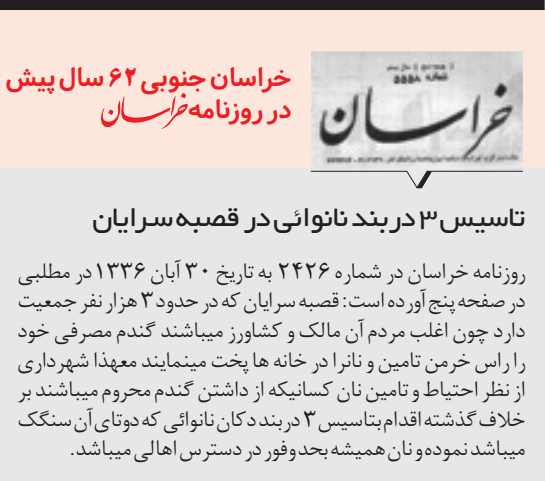 خراسان جنوبی ۶۲ سال پیش
در روزنامه خراسان
شماره ۵۵۵۸
خراسان
تاسیس ۳ دربند نانوائی در قصبه سرایان
روزنامه خراسان در شماره ۲۴۲۶ به تاریخ ۳۰ آبان ۱۳۳۶ در مطلبی
در صفحه پنج آورده است: قصبه سرایان که در حدود ۳ هزار نفر جمعیت
دارد چون اغلب مردم آن مالک و کشاورز میباشند گندم مصرفی خود
را راس خرمن تامین و نانرا در خانه ها پخت مینمایند معهذا شهرداری
از نظر احتیاط و تامین نان کسانیکه از داشتن گندم محروم میباشند بر
خلاف گذشته اقدام بتاسیس ۳ دربند دکان نانوائی که دوتای آن سنگک
میباشد نموده و نان همیشه بحد وفور در دسترس اهالی میباشد.